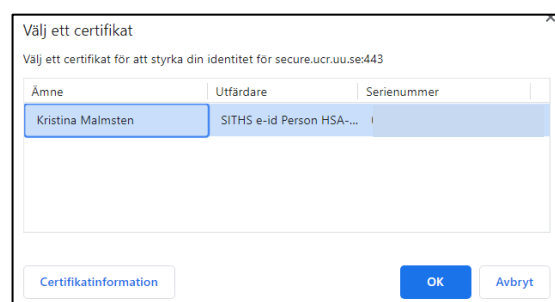 Välj ett certifikat
Välj ett certifikat för att styrka din identitet för secure.ucr.uu.se:443
Ämne Utfärdare Serienummer
Kristina Malmsten SITHS e-id Person HSA-...
Certifikatinformation OK Avbryt